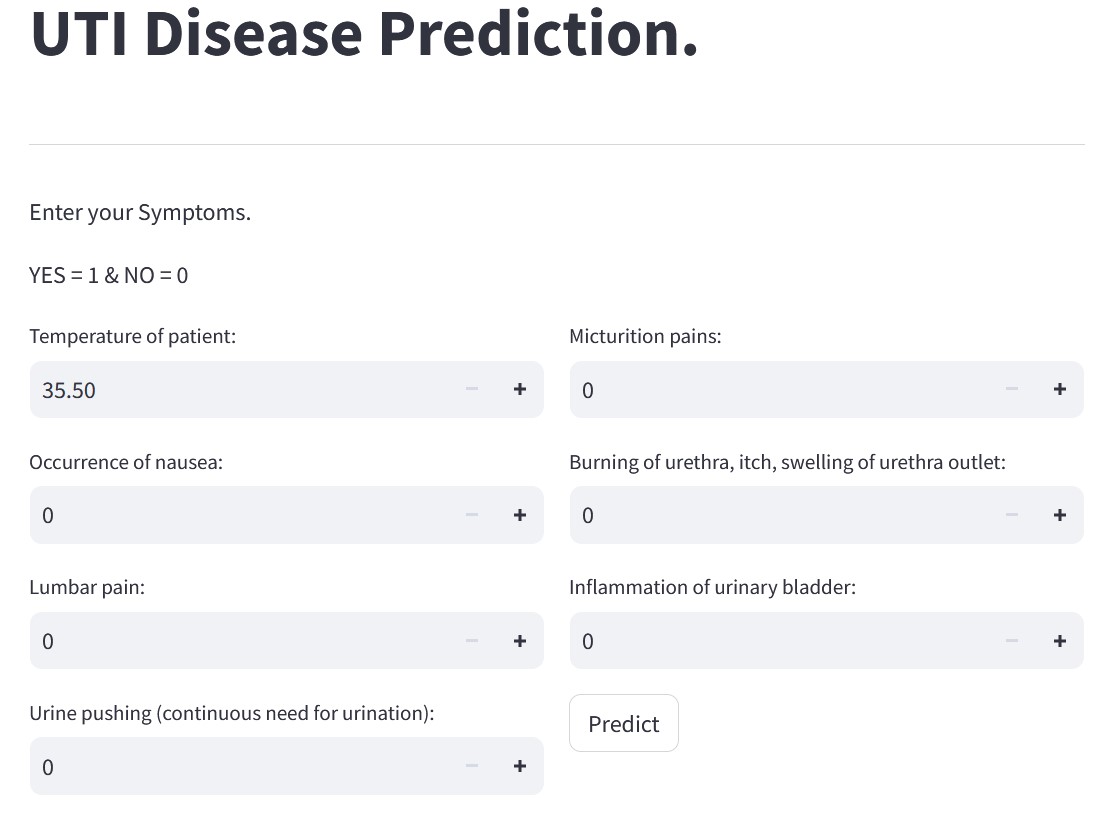 UTI Disease Prediction.
Enter your Symptoms.
YES = 1 & NO = 0
Temperature of patient:
35.50
Micturition pains:
0
Occurrence of nausea:
0
Burning of urethra, itch, swelling of urethra outlet:
0
Lumbar pain:
0
Inflammation of urinary bladder:
0
Urine pushing (continuous need for urination):
0
Predict